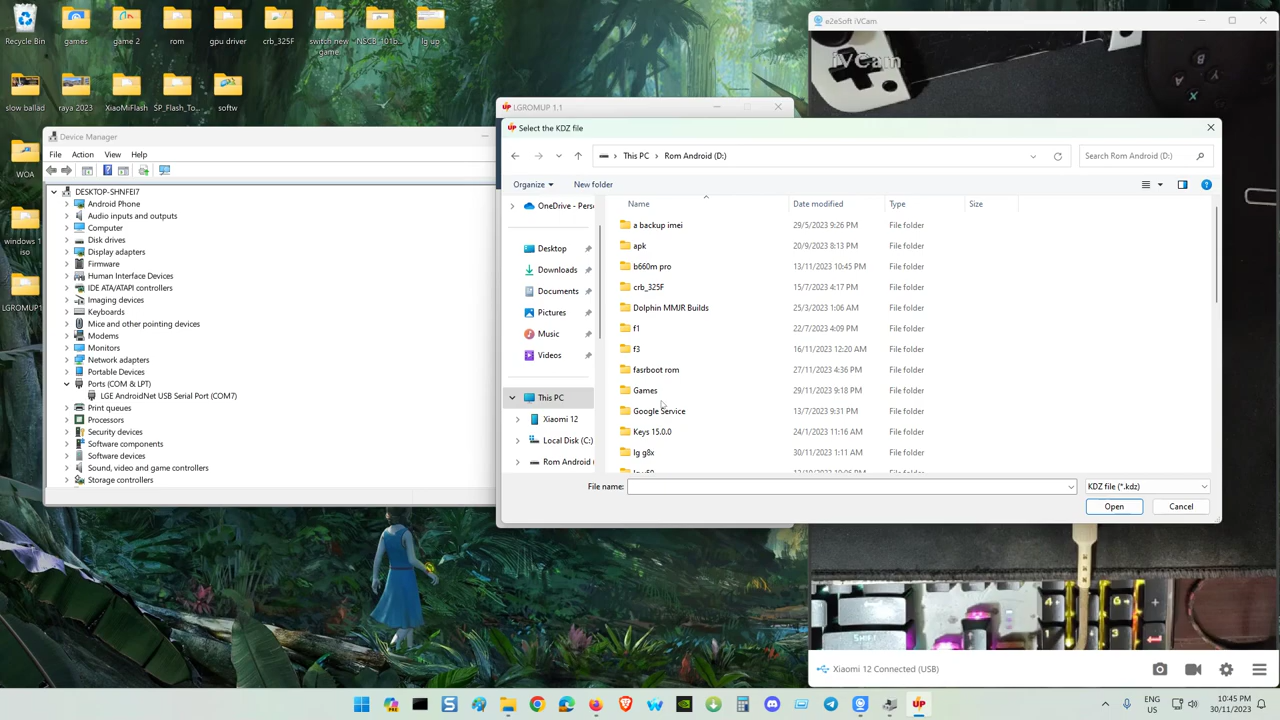 Recycle Bin
games
game 2
rom
gpu driver
crb_325F
switch new game
NSCB 101b...
lg up
slow ballad
raya 2023
XiaoMiFlash
SP_Flash_To...
softw
WOA
windows 1
iso
LGROMUP1
Device Manager
File Action View Help
DESKTOP-SHNFEI7
Android Phone
Audio inputs and outputs
Computer
Disk drives
Display adapters
Firmware
Human Interface Devices
IDE ATA/ATAPI controllers
Imaging devices
Keyboards
Mice and other pointing devices
Modems
Monitors
Network adapters
Portable Devices
Ports (COM & LPT)
LGE AndroidNet USB Serial Port (COM7)
Print queues
Processors
Security devices
Software components
Software devices
Sound, video and game controllers
Storage controllers
UP LGROMUP 1.1
UP Select the KDZ file
This PC > Rom Android (D:)
Search Rom Android (D:)
Organize New folder
OneDrive - Perso
Desktop
Downloads
Documents
Pictures
Music
Videos
This PC
Xiaomi 12
Local Disk (C:)
Rom Android (
Name Date modified Type Size
a backup imei 29/5/2023 9:26 PM File folder
apk 20/9/2023 8:13 PM File folder
b660m pro 13/11/2023 10:45 PM File folder
crb_325F 15/7/2023 4:17 PM File folder
Dolphin MMJR Builds 25/3/2023 1:06 AM File folder
f1 22/7/2023 4:09 PM File folder
f3 16/11/2023 12:20 AM File folder
fasrboot rom 27/11/2023 4:36 PM File folder
Games 29/11/2023 9:18 PM File folder
Google Service 13/7/2023 9:31 PM File folder
Keys 15.0.0 24/1/2023 11:16 AM File folder
lg g8x 30/11/2023 1:11 AM File folder
File name:
KDZ file (*.kdz)
Open Cancel
e2eSoft iVCam
iVCam
A
Y
X
SHIFT
4
6
+
1
3
Xiaomi 12 Connected (USB)
UP
ENG
US
10:45 PM
30/11/2023